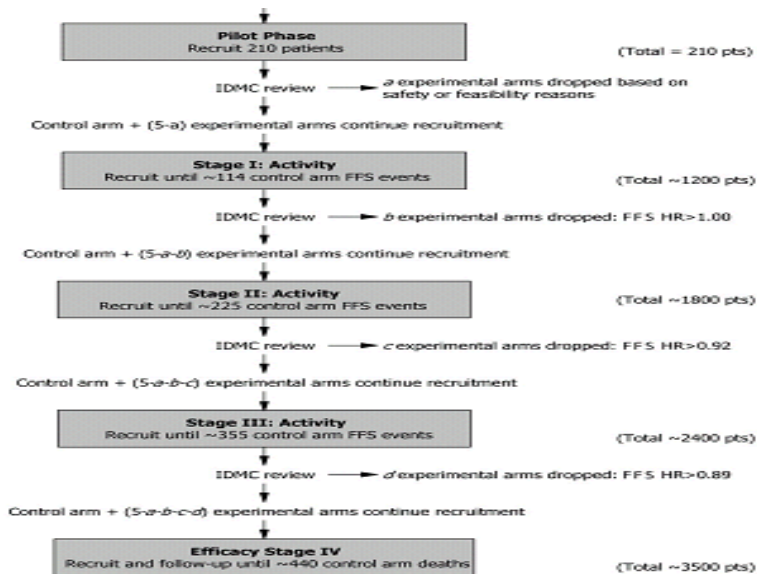 Pilot Phase
Recruit 210 patients
(Total = 210 pts)
IDMC review
a experimental arms dropped based on
safety or feasibility reasons
Control arm + (5-a) experimental arms continue recruitment
Stage I: Activity
Recruit until ~114 control arm FFS events
(Total ~1200 pts)
IDMC review
b experimental arms dropped: FFS HR>1.00
Control arm + (5-a-b) experimental arms continue recruitment
Stage II: Activity
Recruit until ~225 control arm FFS events
(Total ~1800 pts)
IDMC review
c experimental arms dropped: FFS HR>0.92
Control arm + (5-a-b-c) experimental arms continue recruitment
Stage III: Activity
Recruit until ~355 control arm FFS events
(Total ~2400 pts)
IDMC review
d experimental arms dropped: FFS HR>0.89
Control arm + (5-a-b-c-d) experimental arms continue recruitment
Efficacy Stage IV
Recruit and follow-up until ~440 control arm deaths
(Total ~3500 pts)